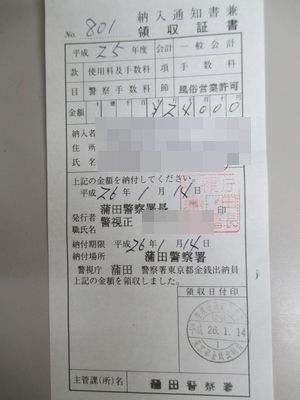 納入通知書兼
領収証書
No. 801
平成 25 年度 会計 一般会計
款 使用料及手数料 項 手数料
目 警察手数料 節 風俗営業許可
金額 ¥24000
納入者
住所
氏名
上記の金額を納付してください。
平成 26 年 1 月 14 日
蒲田警察署長
発行者
職氏名 警視正 印
納付期限 平成 26 年 1 月 14 日
納付場所 蒲田警察署
警視庁 蒲田 警察署東京都金銭出納員
上記の金額を領収しました。
領収日付印
平成 26.1.14
主管課(所)名 蒲田警察署